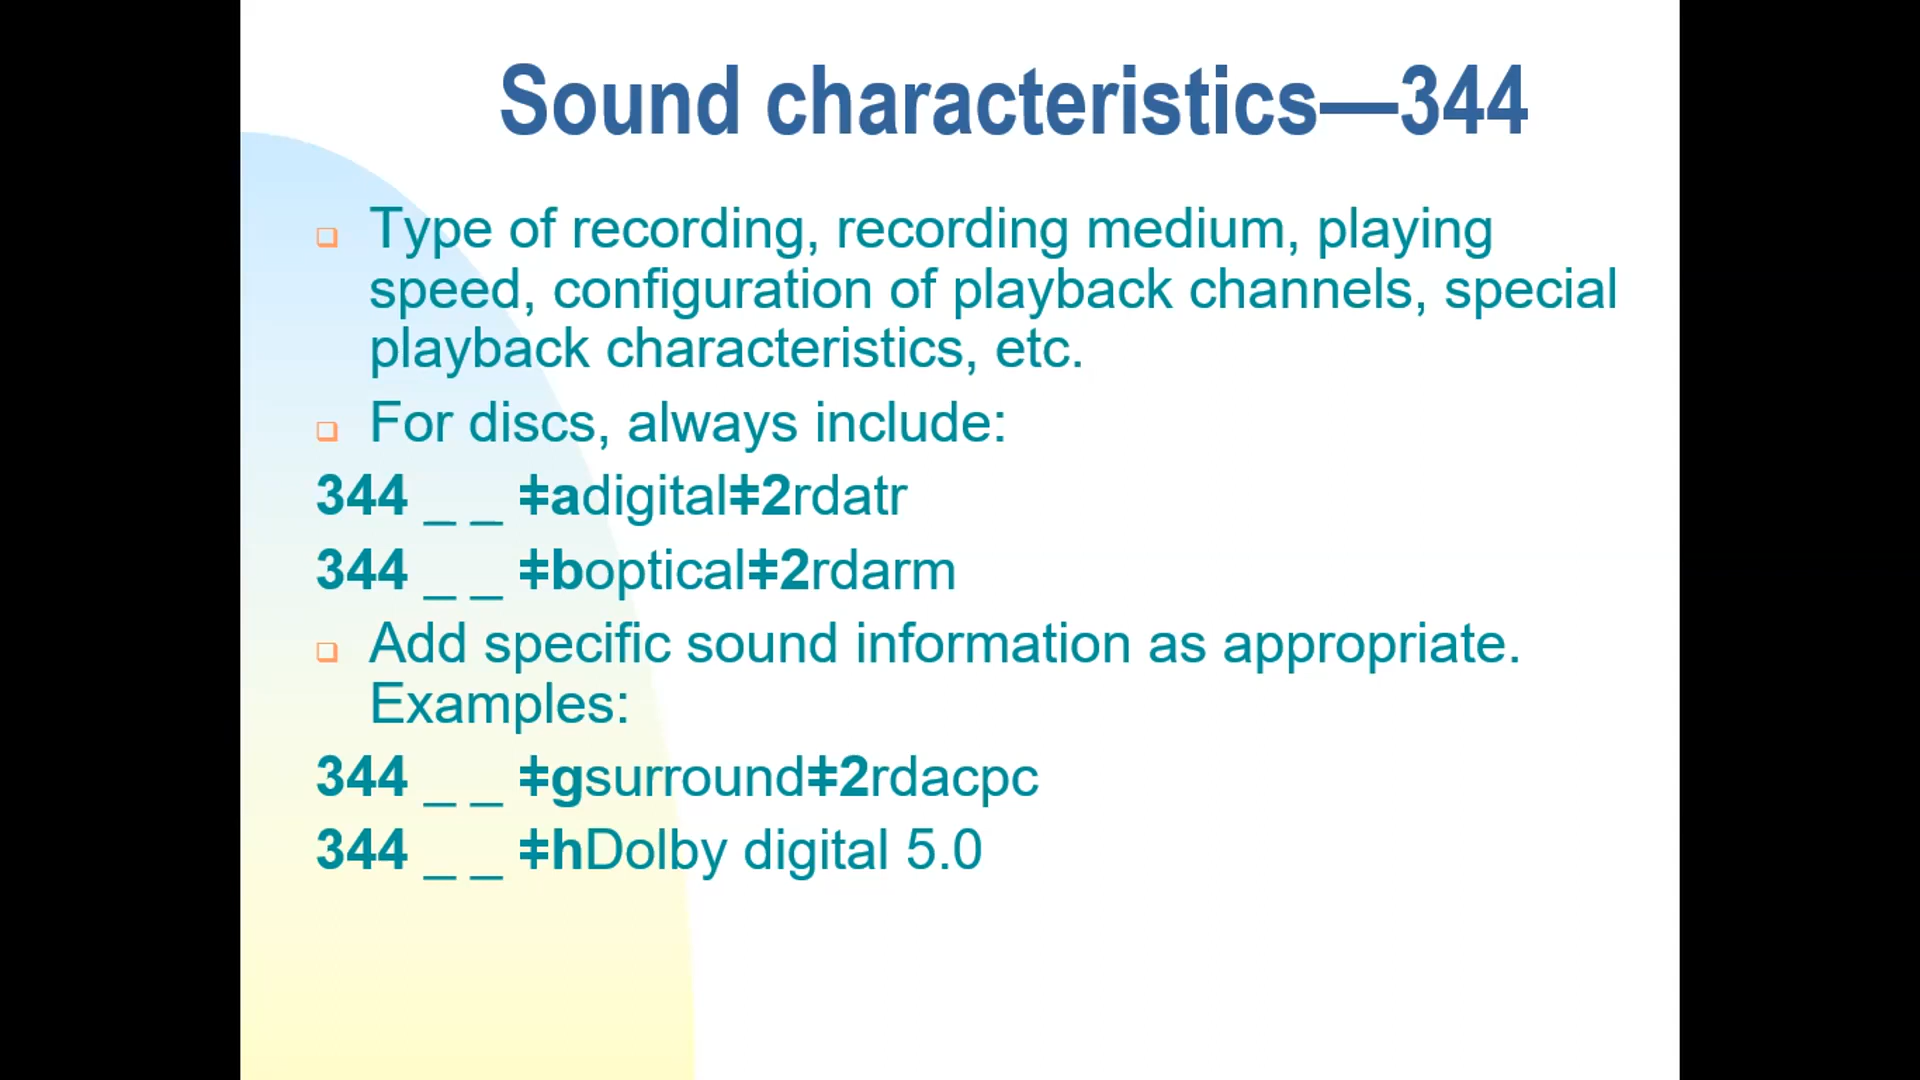 Sound characteristics—344
❑ Type of recording, recording medium, playing
speed, configuration of playback channels, special
playback characteristics, etc.
❑ For discs, always include:
344 _ _ ǂadigitalǂ2rdatr
344 _ _ ǂbopticalǂ2rdarm
❑ Add specific sound information as appropriate.
Examples:
344 _ _ ǂgsurroundǂ2rdacpc
344 _ _ ǂhDolby digital 5.0